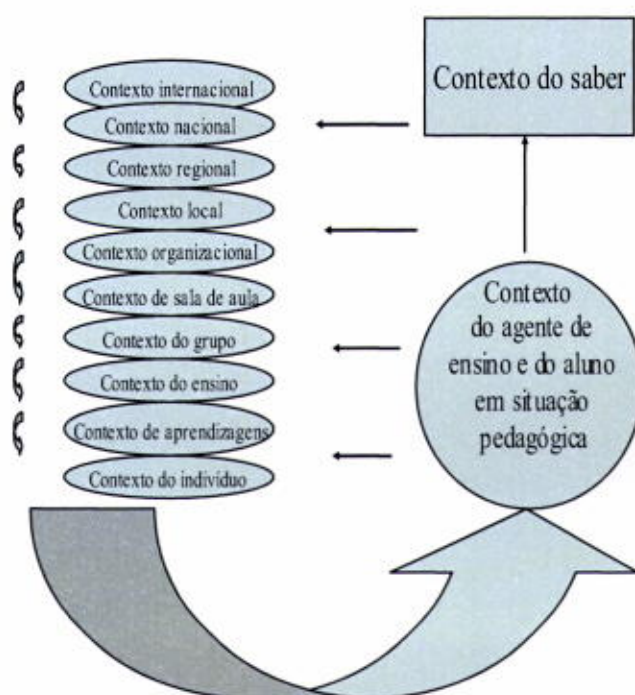 Contexto internacional
Contexto nacional
Contexto regional
Contexto local
Contexto organizacional
Contexto de sala de aula
Contexto do grupo
Contexto do ensino
Contexto de aprendizagens
Contexto do indivíduo
Contexto do saber
Contexto
do agente de
ensino e do aluno
em situação
pedagógica